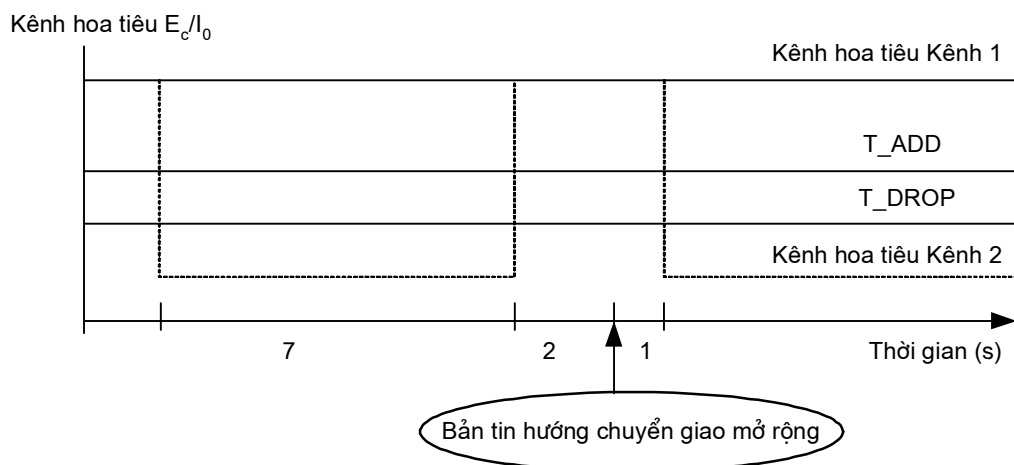 Kênh hoa tiêu E_c/I_0
Kênh hoa tiêu Kênh 1
T_ADD
T_DROP
Kênh hoa tiêu Kênh 2
7 2 1 Thời gian (s)
Bản tin hướng chuyển giao mở rộng